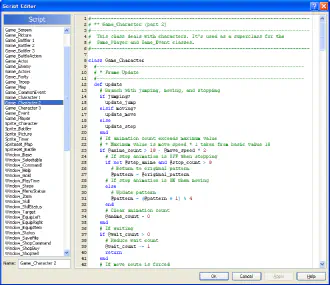 Script Editor
Script
Game_Screen
Game_Picture
Game_Battler 1
Game_Battler 2
Game_Battler 3
Game_BattleAction
Game_Actor
Game_Enemy
Game_Actors
Game_Party
Game_Troop
Game_Map
Game_CommonEvent
Game_Character 1
Game_Character 2
Game_Character 3
Game_Event
Game_Player
Sprite_Character
Sprite_Battler
Sprite_Picture
Sprite_Timer
Spriteset_Map
Spriteset_Battle
Window_Base
Window_Selectable
Window_Command
Window_Help
Window_Gold
Window_MenuStatus
Window_Item
Window_Skill
Window_SkillStatus
Window_Target
Window_EquipLeft
Window_EquipRight
Window_EquipItem
Window_Status
Window_SaveFile
Window_ShopCommand
Window_ShopBuy
Window_ShopSell
Name: Game_Character 2
# ** Game_Character (part 2)
# This class deals with characters. It's used as a superclass for the
# Game_Player and Game_Event classes.
class Game_Character
# * Frame Update
def update
# Branch with jumping, moving, and stopping
if jumping?
update_jump
elsif moving?
update_move
else
update_stop
end
# If animation count exceeds maximum value
# * Maximum value is move speed * 1 taken from basic value 18
if @anime_count > 18 - @move_speed * 2
# If stop animation is OFF when stopping
if not @step_anime and @stop_count > 0
# Return to original pattern
@pattern = @original_pattern
# If stop animation is ON when moving
else
# Update pattern
@pattern = (@pattern + 1) % 4
end
# Clear animation count
@anime_count = 0
end
# If waiting
if @wait_count > 0
# Reduce wait count
@wait_count -= 1
return
end
# If move route is forced
OK
Cancel
Apply
Help